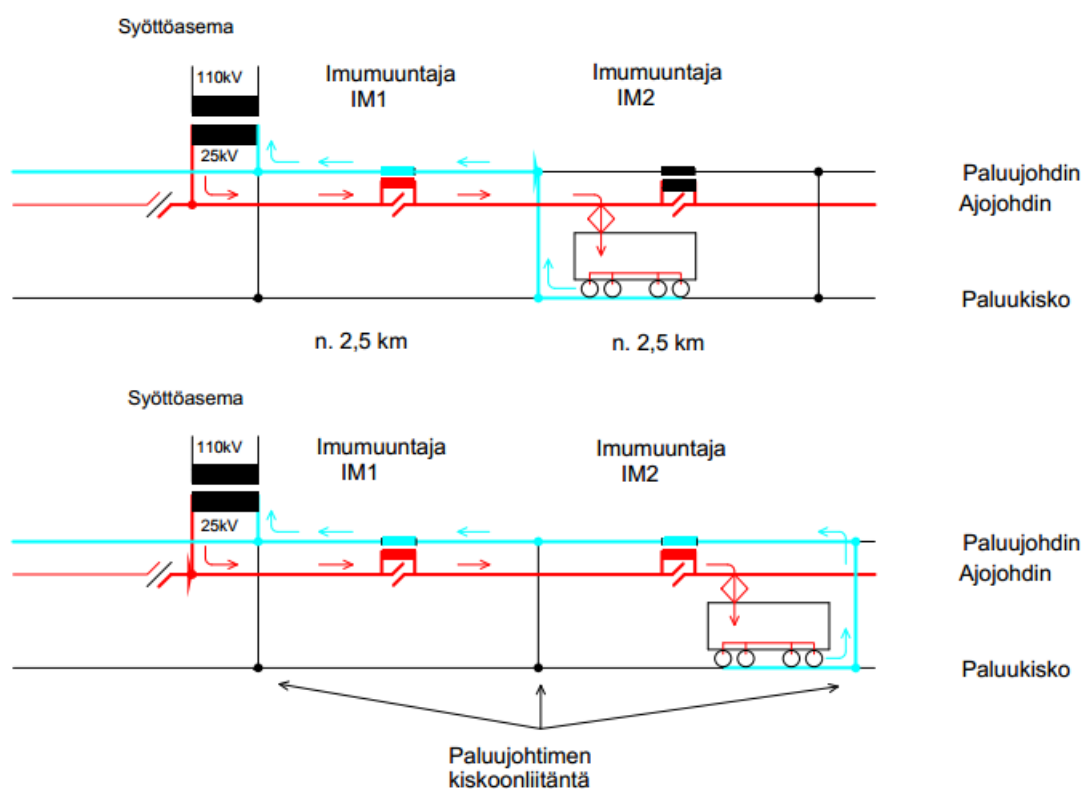 Syöttöasema
110kV
Imumuuntaja
IM1
Imumuuntaja
IM2
25kV
Paluujohdin
Ajojohdin
Paluukisko
n. 2,5 km
n. 2,5 km
Syöttöasema
110kV
Imumuuntaja
IM1
Imumuuntaja
IM2
25kV
Paluujohdin
Ajojohdin
Paluukisko
Paluujohtimen
kiskoonliitäntä